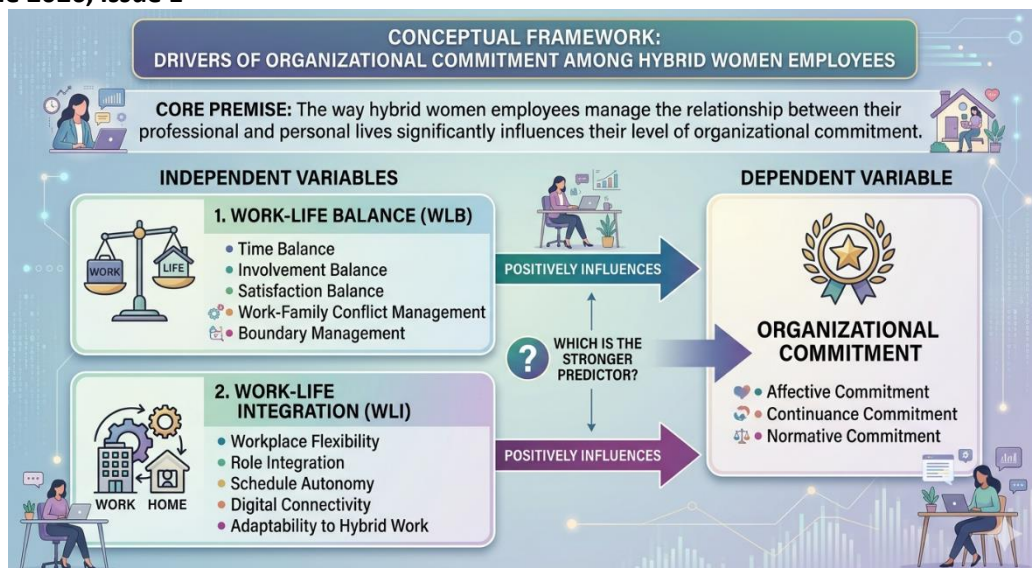 2026, Issue 1
CONCEPTUAL FRAMEWORK:
DRIVERS OF ORGANIZATIONAL COMMITMENT AMONG HYBRID WOMEN EMPLOYEES
CORE PREMISE: The way hybrid women employees manage the relationship between their
professional and personal lives significantly influences their level of organizational commitment.
INDEPENDENT VARIABLES
1. WORK-LIFE BALANCE (WLB)
WORK
LIFE
• Time Balance
• Involvement Balance
• Satisfaction Balance
• Work-Family Conflict Management
• Boundary Management
2. WORK-LIFE
INTEGRATION (WLI)
WORK HOME
• Workplace Flexibility
• Role Integration
• Schedule Autonomy
• Digital Connectivity
• Adaptability to Hybrid Work
POSITIVELY INFLUENCES
?
WHICH IS THE
STRONGER
PREDICTOR?
POSITIVELY INFLUENCES
DEPENDENT VARIABLE
ORGANIZATIONAL
COMMITMENT
• Affective Commitment
• Continuance Commitment
• Normative Commitment